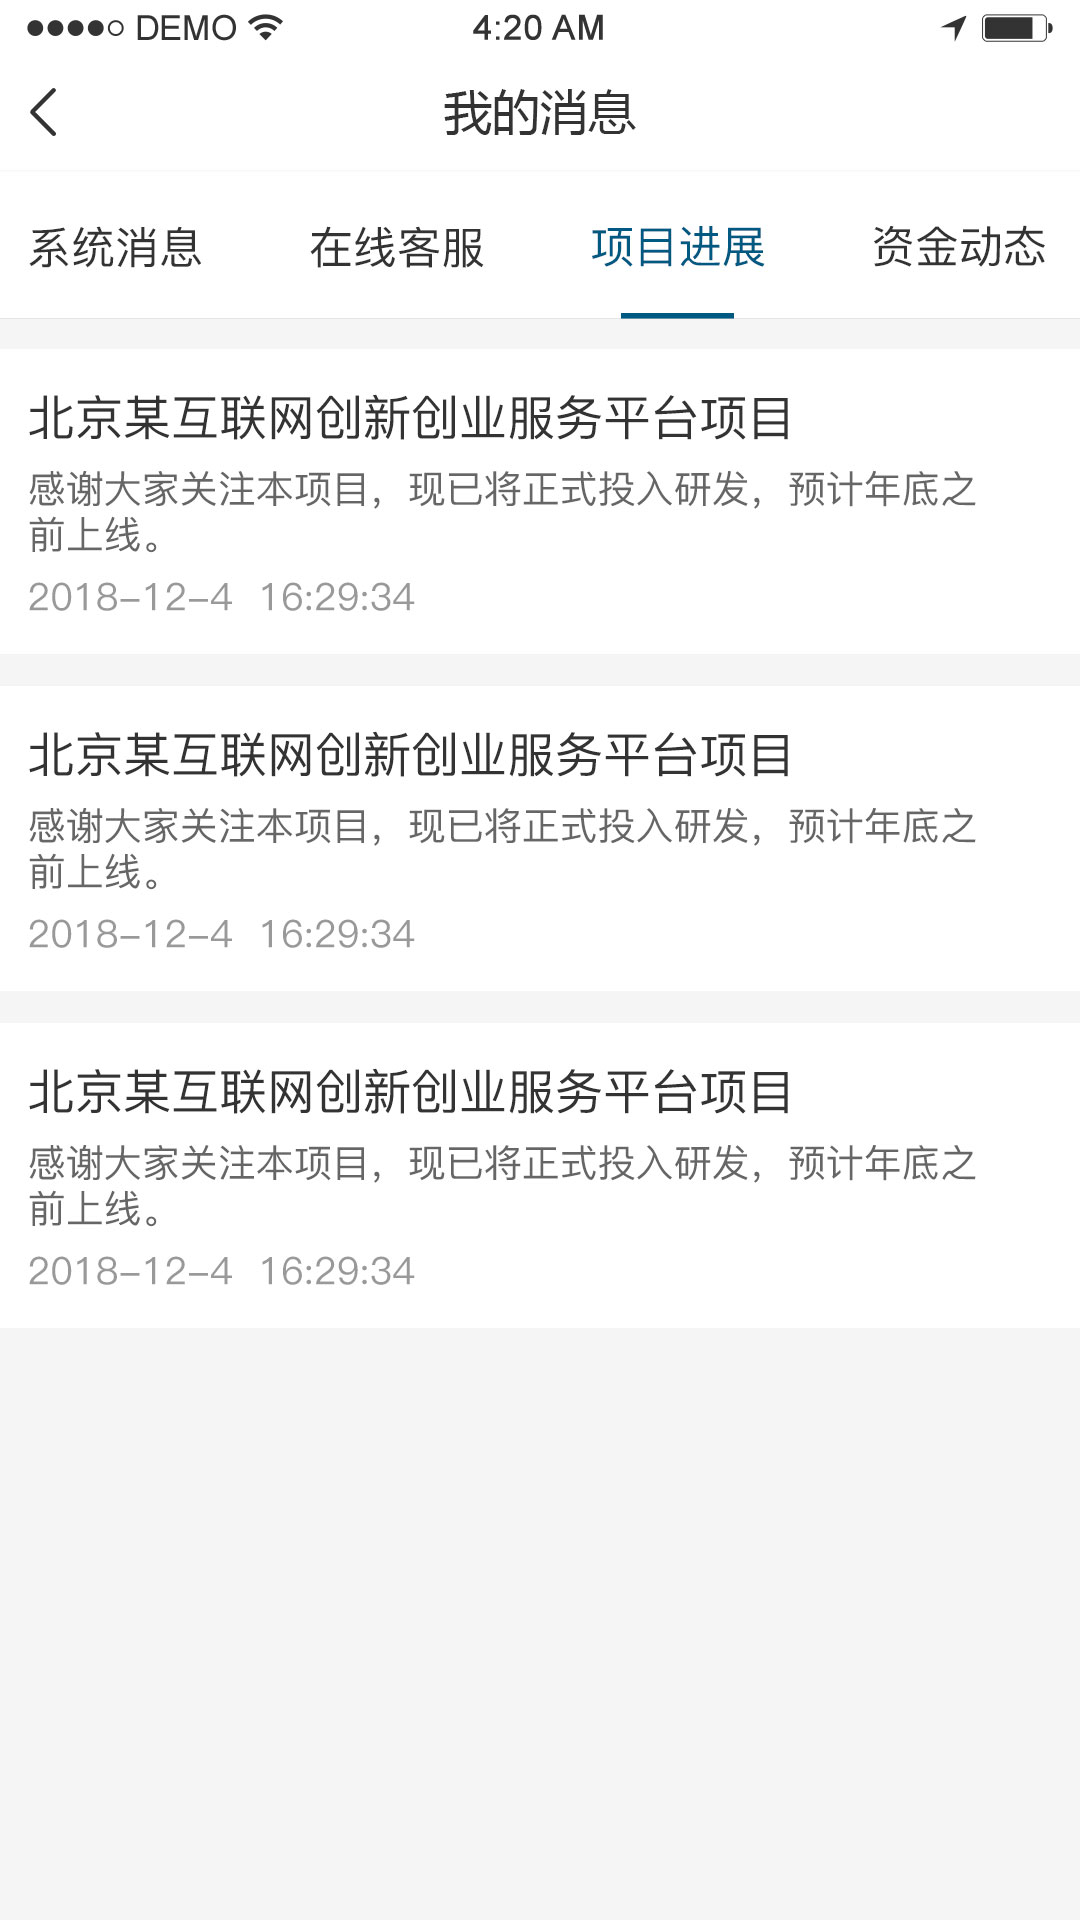 DEMO 4:20 AM
我的消息
系统消息 在线客服 项目进展 资金动态
北京某互联网创新创业服务平台项目
感谢大家关注本项目，现已将正式投入研发，预计年底之
前上线。
2018-12-4 16:29:34
北京某互联网创新创业服务平台项目
感谢大家关注本项目，现已将正式投入研发，预计年底之
前上线。
2018-12-4 16:29:34
北京某互联网创新创业服务平台项目
感谢大家关注本项目，现已将正式投入研发，预计年底之
前上线。
2018-12-4 16:29:34